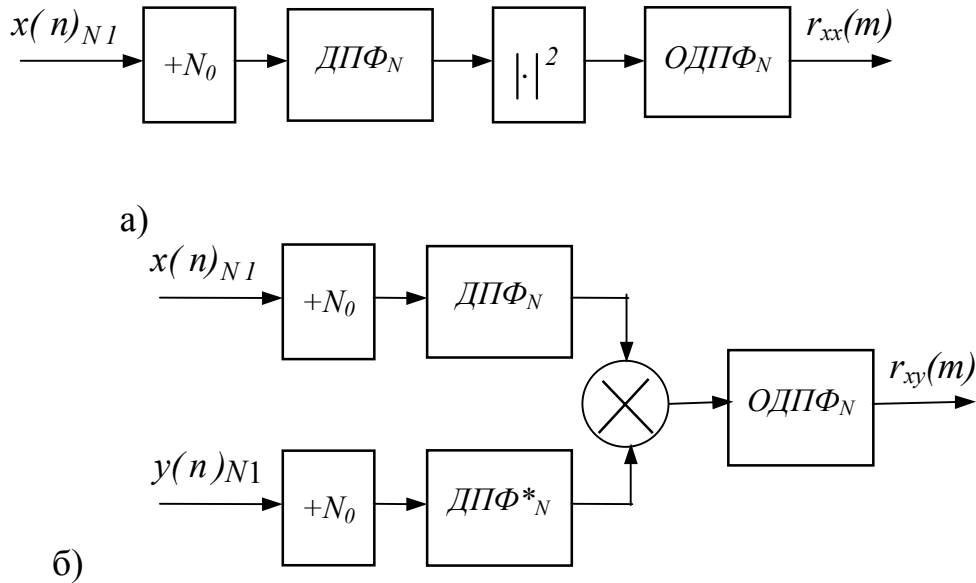 x(n)N1
+N0
ДПФN
|·|2
ОДПФN
rxx(m)
а)
x(n)N1
+N0
ДПФN
y(n)N1
+N0
ДПФ*N
ОДПФN
rxy(m)
б)